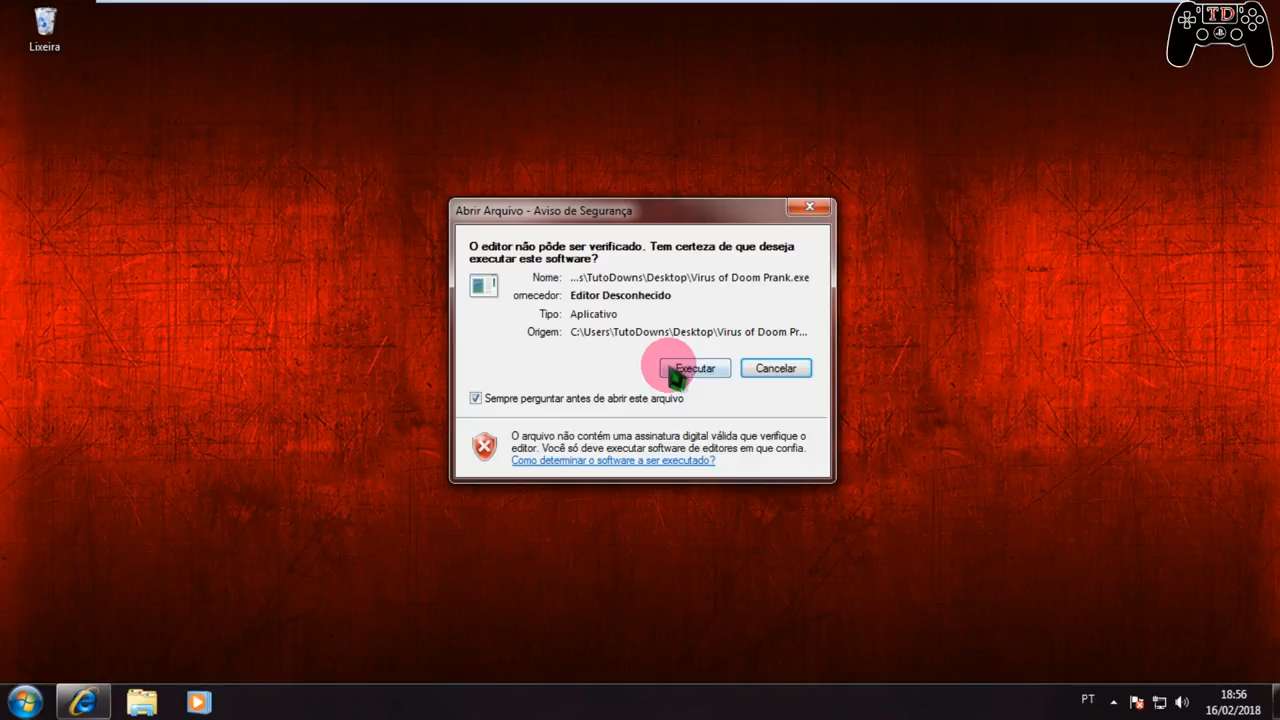 Lixeira
TD
Abrir Arquivo - Aviso de Segurança
O editor não pôde ser verificado. Tem certeza de que deseja
executar este software?
Nome: ...s\TutoDowns\Desktop\Virus of Doom Prank.exe
ornecedor: Editor Desconhecido
Tipo: Aplicativo
Origem: C:\Users\TutoDowns\Desktop\Virus of Doom Pr...
Executar Cancelar
Sempre perguntar antes de abrir este arquivo
O arquivo não contém uma assinatura digital válida que verifique o
editor. Você só deve executar software de editores em que confia.
Como determinar o software a ser executado?
PT 18:56
16/02/2018